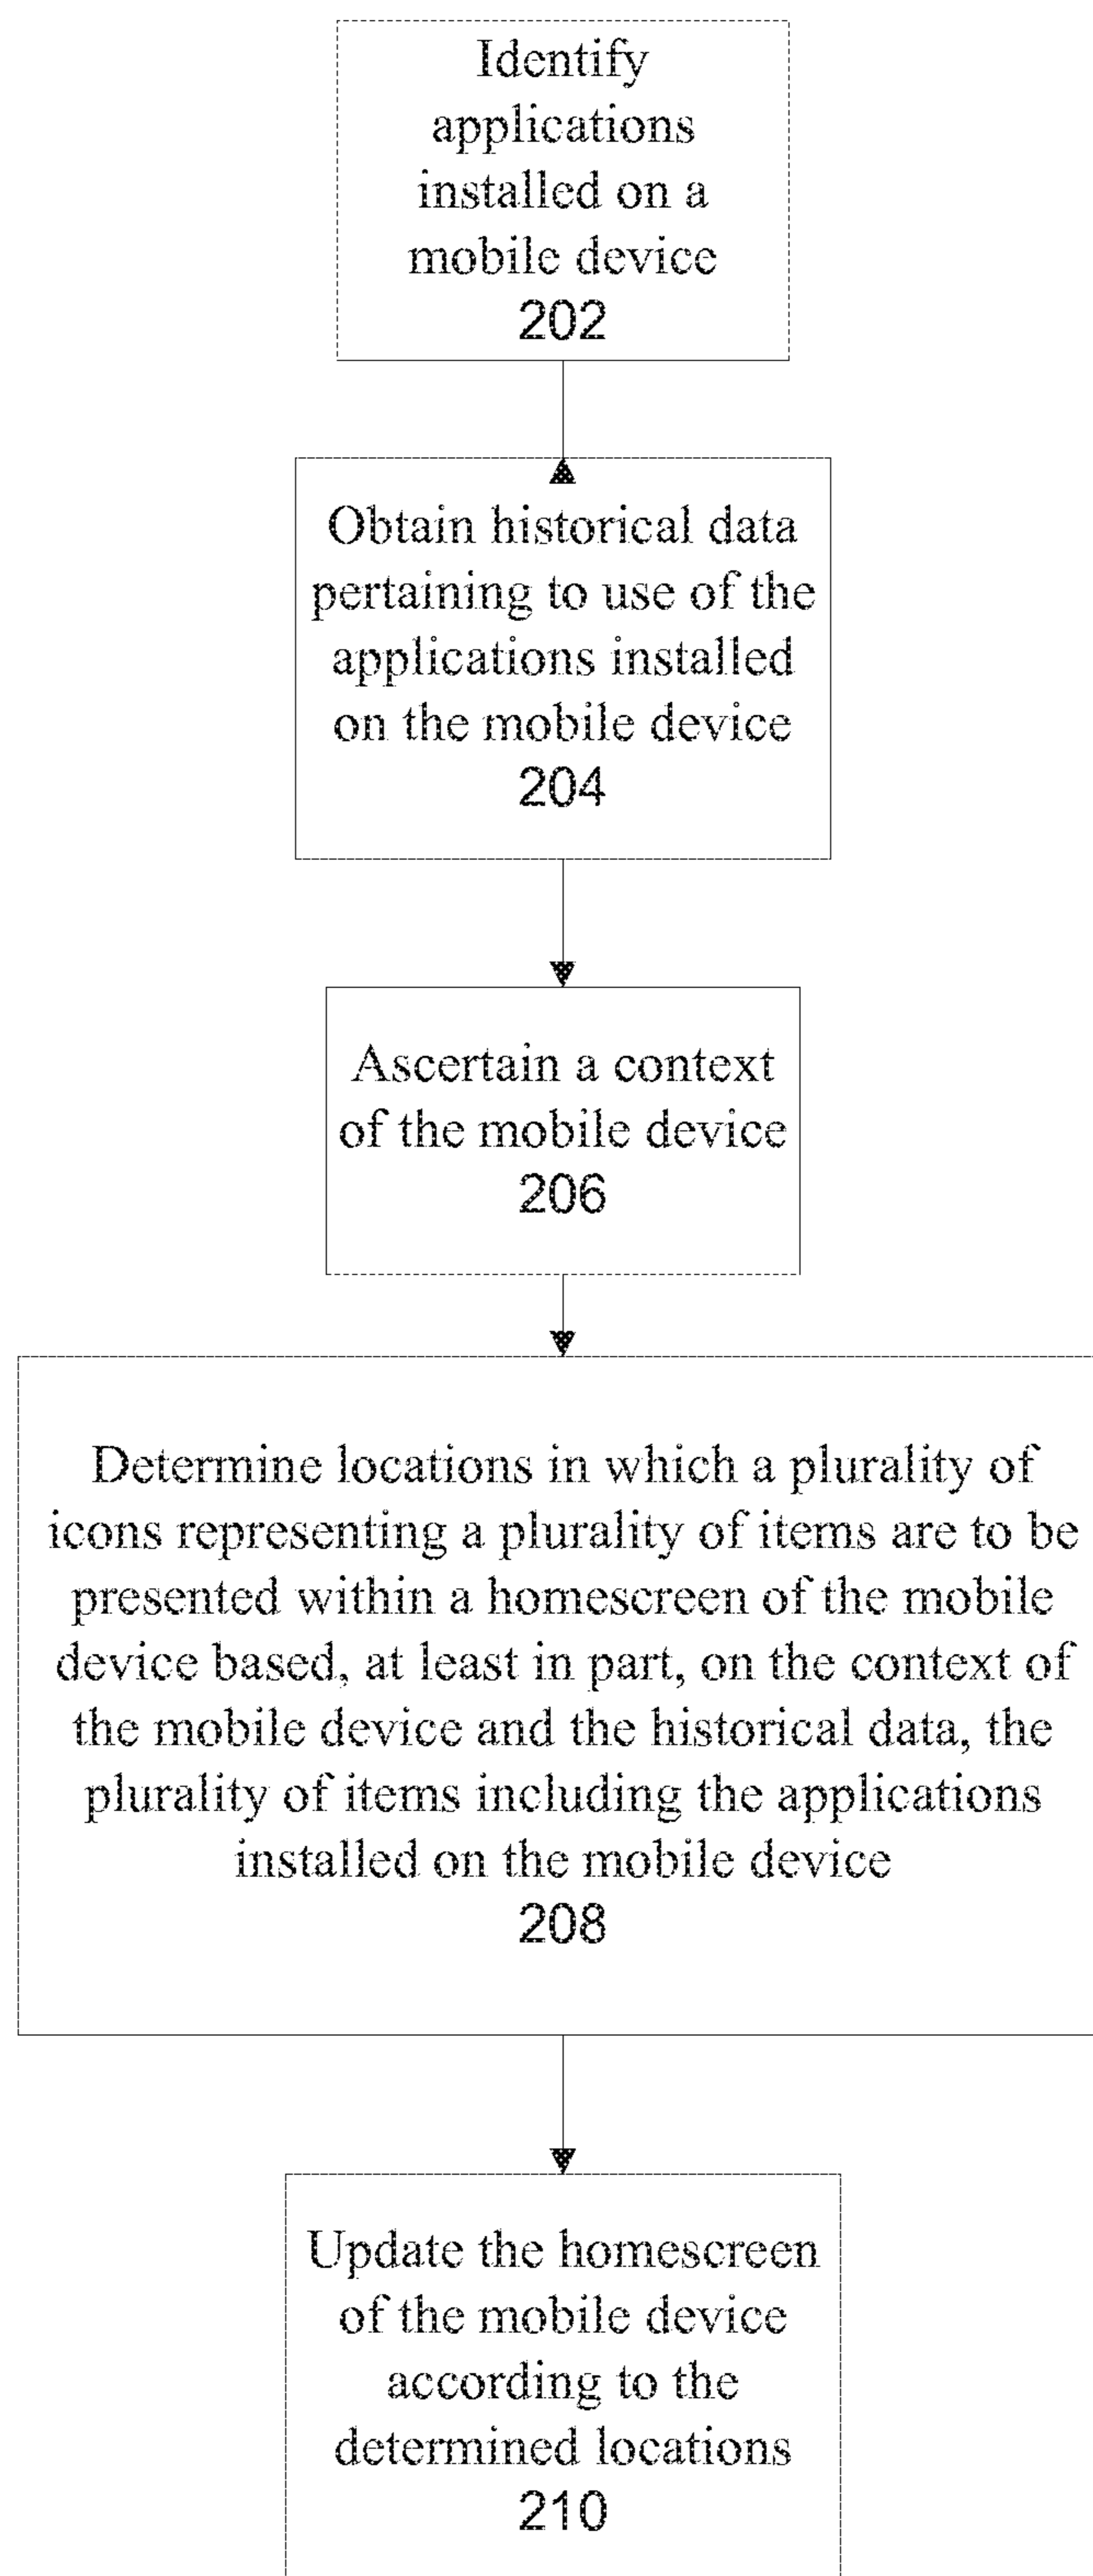 Identify
applications
installed on a
mobile device
202
Obtain historical data
pertaining to use of the
applications installed
on the mobile device
204
Ascertain a context
of the mobile device
206
Determine locations in which a plurality of
icons representing a plurality of items are to be
presented within a homescreen of the mobile
device based, at least in part, on the context of
the mobile device and the historical data, the
plurality of items including the applications
installed on the mobile device
208
Update the homescreen
of the mobile device
according to the
determined locations
210